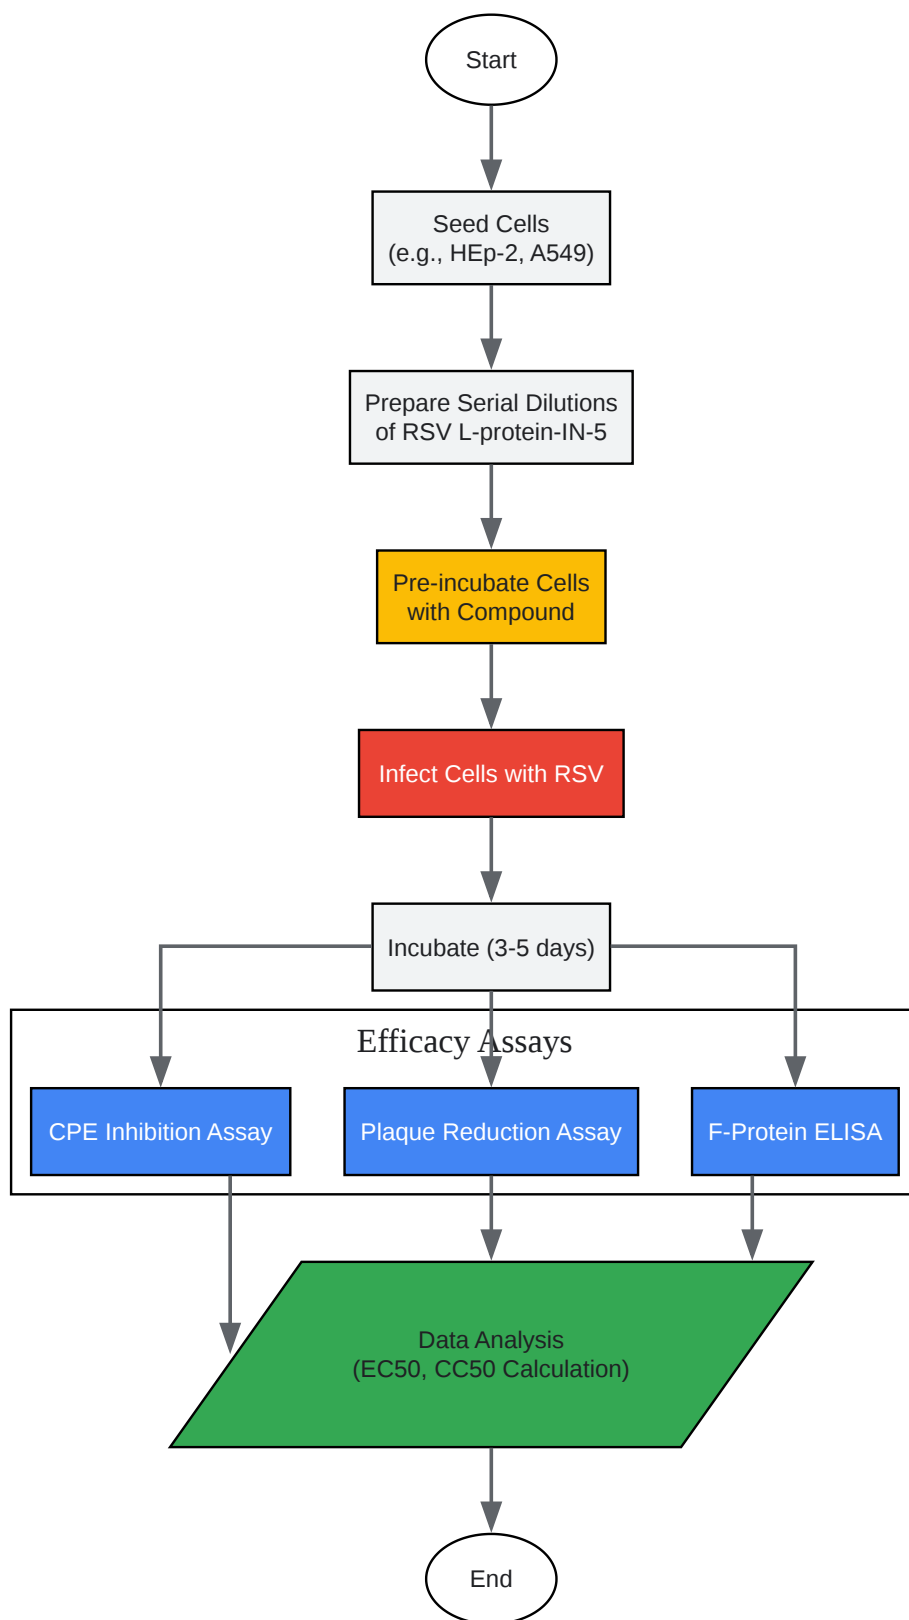 Start
Seed Cells
(e.g., HEp-2, A549)
Prepare Serial Dilutions
of RSV L-protein-IN-5
Pre-incubate Cells
with Compound
Infect Cells with RSV
Incubate (3-5 days)
Efficacy Assays
CPE Inhibition Assay
Plaque Reduction Assay
F-Protein ELISA
Data Analysis
(EC50, CC50 Calculation)
End